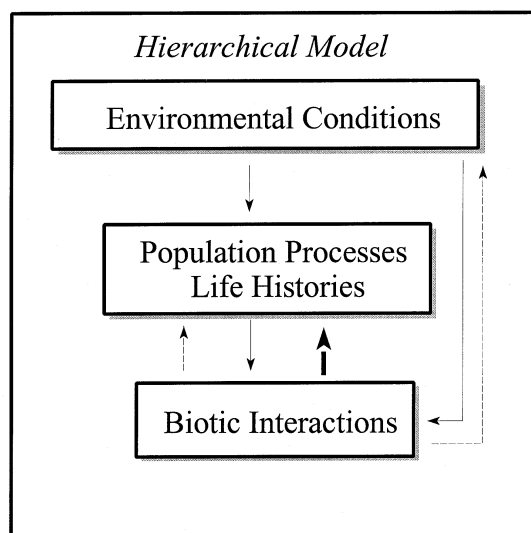 Hierarchical Model
Environmental Conditions
Population Processes
Life Histories
Biotic Interactions